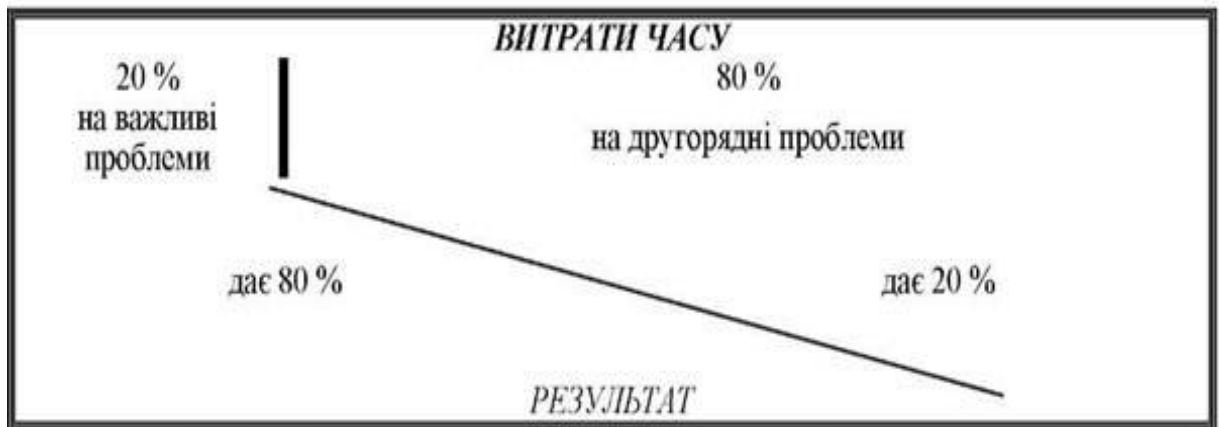 ВИТРАТИ ЧАСУ
20 %
на важливі
проблеми
80 %
на другорядні проблеми
дає 80 %
дає 20 %
РЕЗУЛЬТАТ